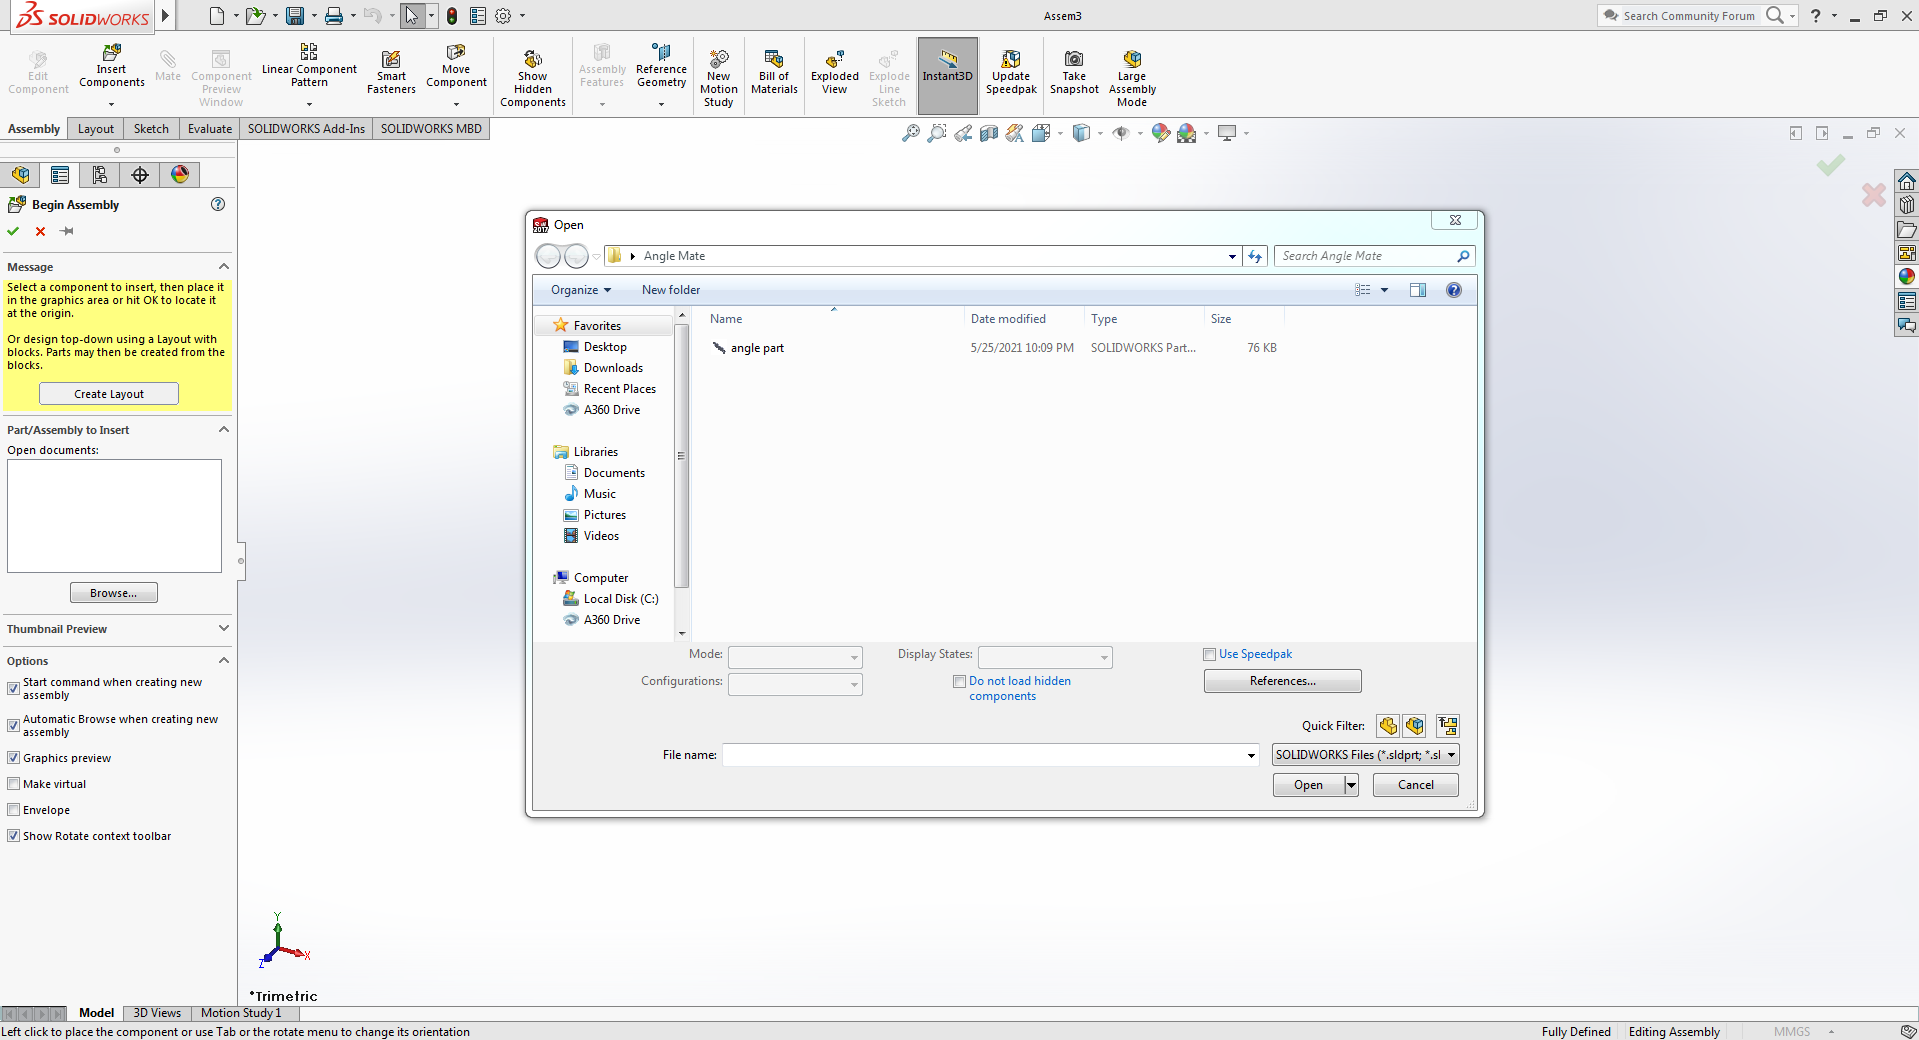 SOLIDWORKS
Assem3
Search Community Forum
?
Edit Component
Insert Components
Mate
Component Preview Window
Linear Component Pattern
Smart Fasteners
Move Component
Show Hidden Components
Assembly Features
Reference Geometry
New Motion Study
Bill of Materials
Exploded View
Explode Line Sketch
Instant3D
Update Speedpak
Take Snapshot
Large Assembly Mode
Assembly
Layout
Sketch
Evaluate
SOLIDWORKS Add-Ins
SOLIDWORKS MBD
Begin Assembly
Message
Select a component to insert, then place it
in the graphics area or hit OK to locate it
at the origin.
Or design top-down using a Layout with
blocks. Parts may then be created from the
blocks.
Create Layout
Part/Assembly to Insert
Open documents:
Browse...
Thumbnail Preview
Options
Start command when creating new
assembly
Automatic Browse when creating new
assembly
Graphics preview
Make virtual
Envelope
Show Rotate context toolbar
Open
Angle Mate
Search Angle Mate
Organize
New folder
Favorites
Desktop
Downloads
Recent Places
A360 Drive
Libraries
Documents
Music
Pictures
Videos
Computer
Local Disk (C:)
A360 Drive
Name
Date modified
Type
Size
angle part
5/25/2021 10:09 PM
SOLIDWORKS Part...
76 KB
Mode:
Display States:
Use Speedpak
Configurations:
Do not load hidden
components
References...
Quick Filter:
File name:
SOLIDWORKS Files (*.sldprt; *.sl
Open
Cancel
Y
X
Z
*Trimetric
Model
3D Views
Motion Study 1
Left click to place the component or use Tab or the rotate menu to change its orientation
Fully Defined
Editing Assembly
MMGS